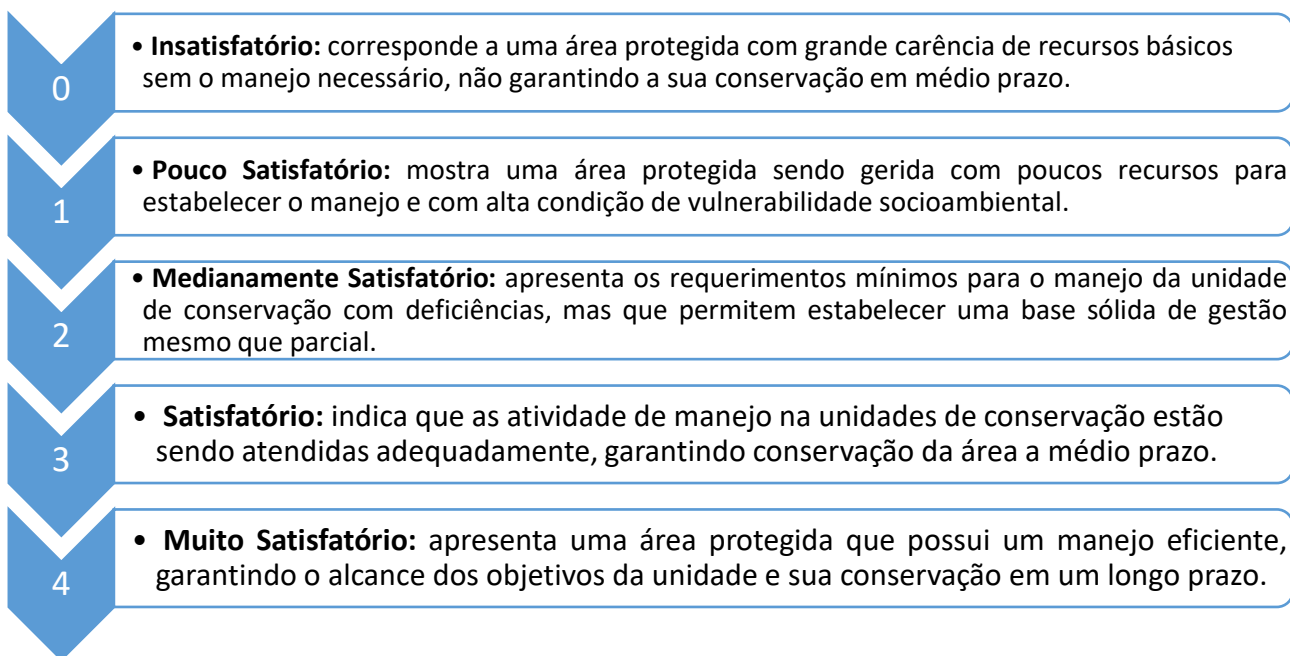 0
• Insatisfatório: corresponde a uma área protegida com grande carência de recursos básicos
sem o manejo necessário, não garantindo a sua conservação em médio prazo.
1
• Pouco Satisfatório: mostra uma área protegida sendo gerida com poucos recursos para
estabelecer o manejo e com alta condição de vulnerabilidade socioambiental.
2
• Medianamente Satisfatório: apresenta os requerimentos mínimos para o manejo da unidade
de conservação com deficiências, mas que permitem estabelecer uma base sólida de gestão
mesmo que parcial.
3
• Satisfatório: indica que as atividade de manejo na unidades de conservação estão
sendo atendidas adequadamente, garantindo conservação da área a médio prazo.
4
• Muito Satisfatório: apresenta uma área protegida que possui um manejo eficiente,
garantindo o alcance dos objetivos da unidade e sua conservação em um longo prazo.